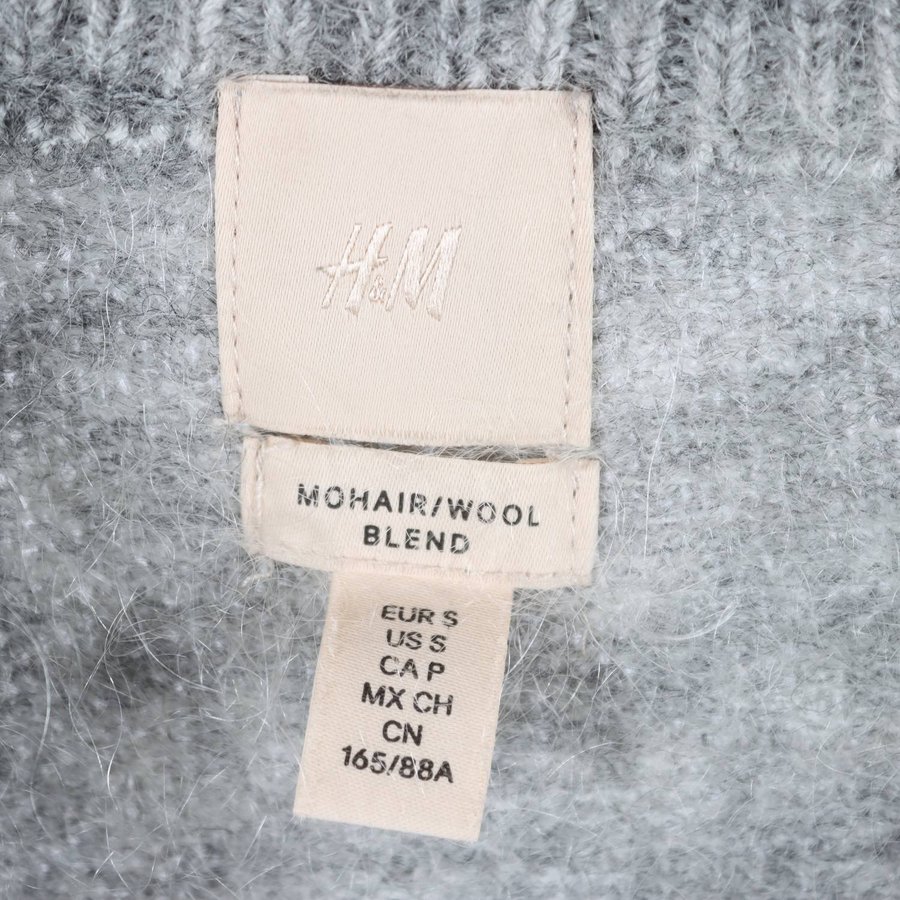 H&M
MOHAIR/WOOL
BLEND
EUR S
US S
CA P
MX CH
CN
165/88A